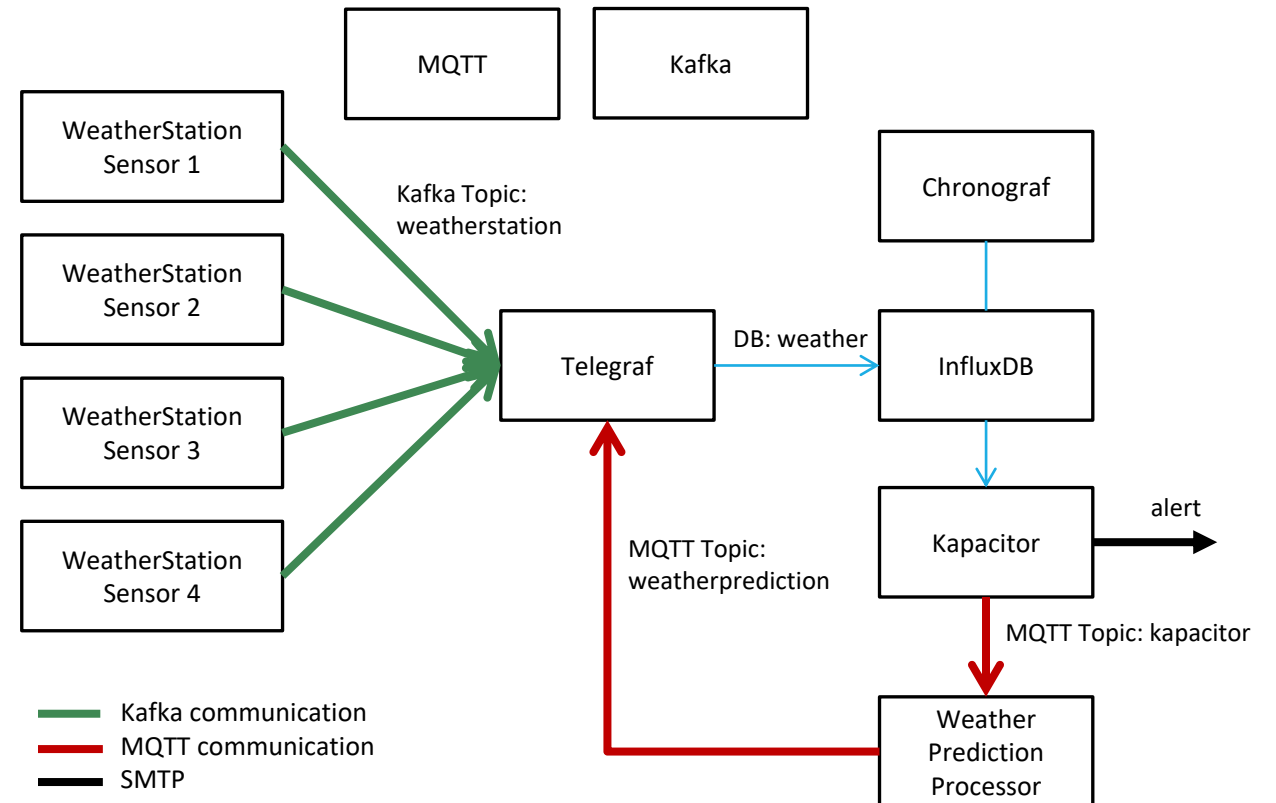 MQTT
Kafka
WeatherStation
Sensor 1
Kafka Topic:
weatherstation
Chronograf
WeatherStation
Sensor 2
Telegraf
DB: weather
InfluxDB
WeatherStation
Sensor 3
WeatherStation
Sensor 4
MQTT Topic:
weatherprediction
Kapacitor
alert
MQTT Topic: kapacitor
Weather
Prediction
Processor
Kafka communication
MQTT communication
SMTP